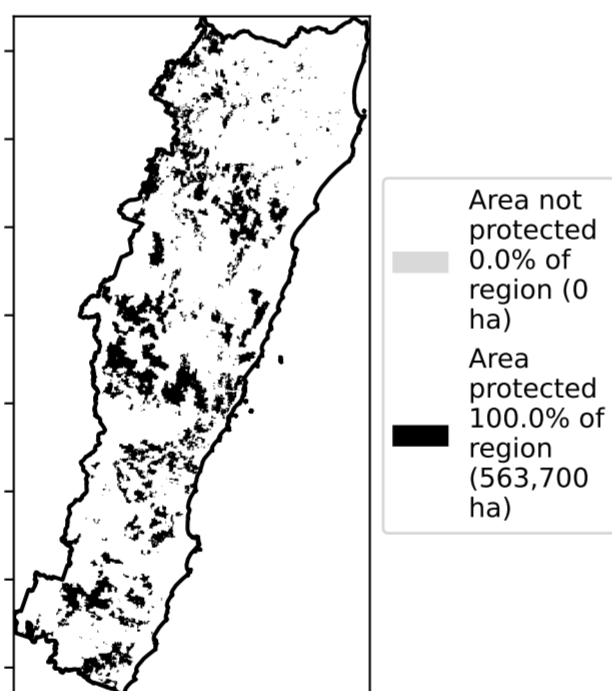 Area not
protected
0.0% of
region (0
ha)
Area
protected
100.0% of
region
(563,700
ha)